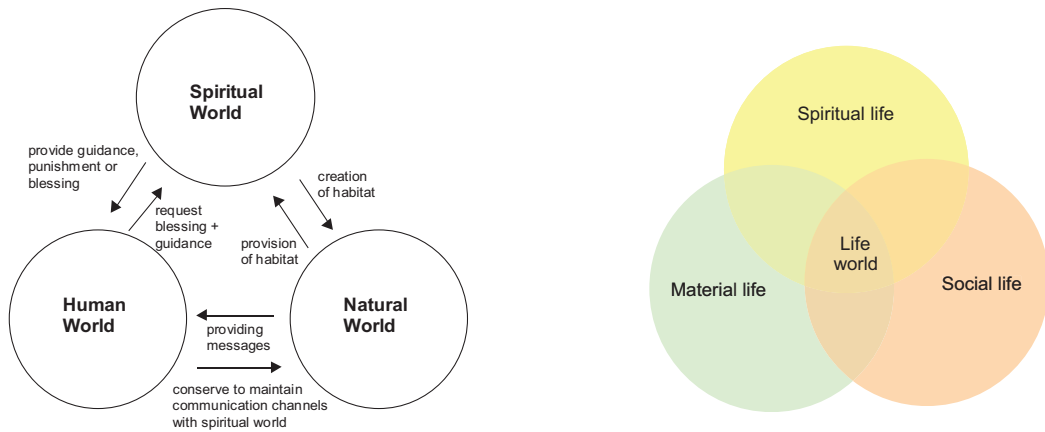 Spiritual
World
provide guidance,
punishment or
blessing
request
blessing +
guidance
creation
of habitat
provision
of habitat
Human
World
Natural
World
providing
messages
conserve to maintain
communication channels
with spiritual world
Spiritual life
Life
world
Material life
Social life